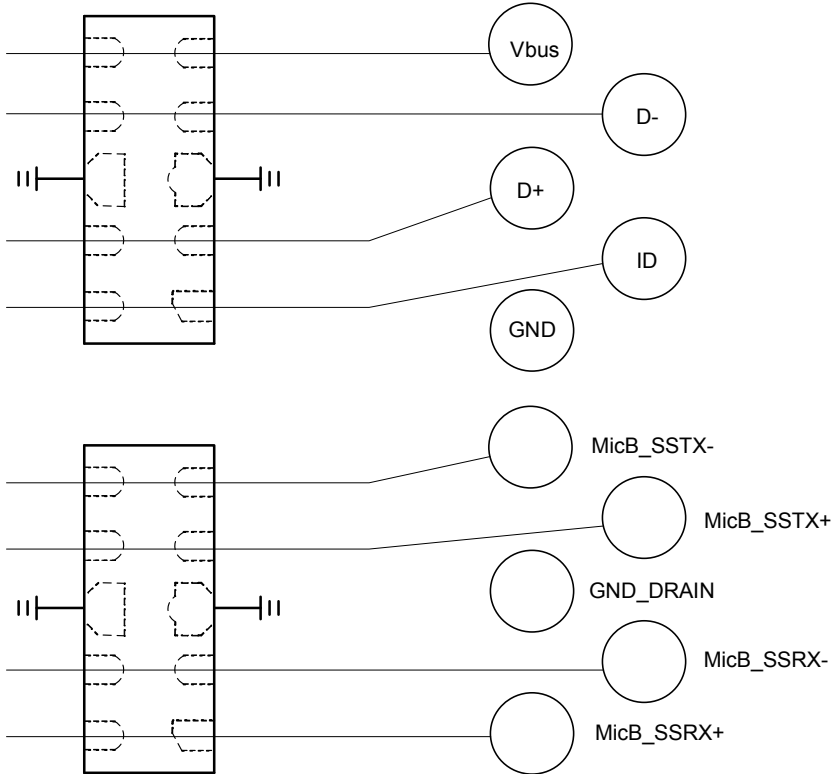 Vbus
D-
D+
ID
GND
MicB_SSTX-
MicB_SSTX+
GND_DRAIN
MicB_SSRX-
MicB_SSRX+